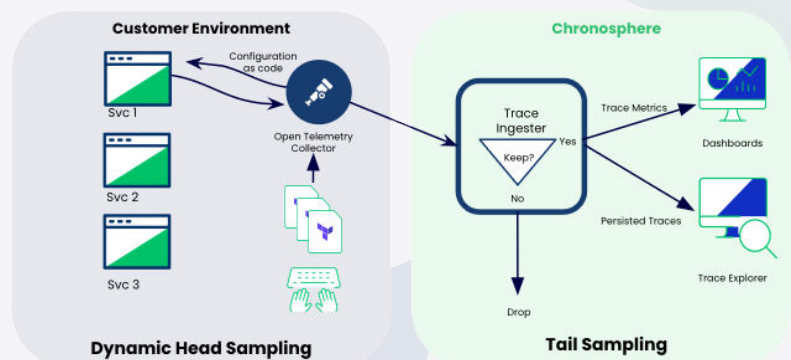 Customer Environment
Configuration
as code
Svc 1
Open Telemetry
Collector
Svc 2
Svc 3
Dynamic Head Sampling
Chronosphere
Trace
Ingester
Keep?
Yes
No
Drop
Trace Metrics
Dashboards
Persisted Traces
Trace Explorer
Tail Sampling